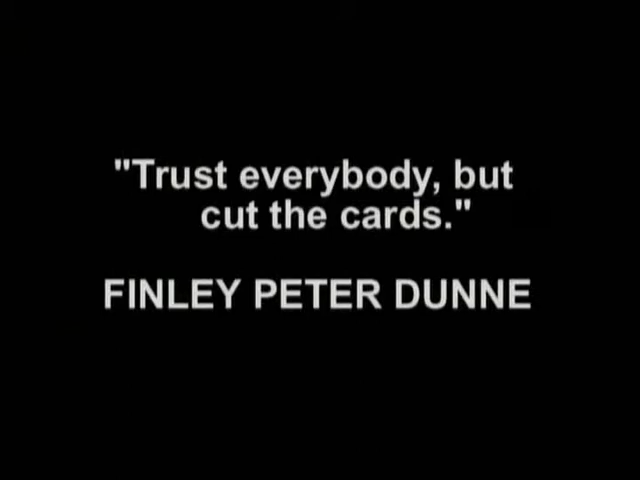 "Trust everybody, but
cut the cards."
FINLEY PETER DUNNE